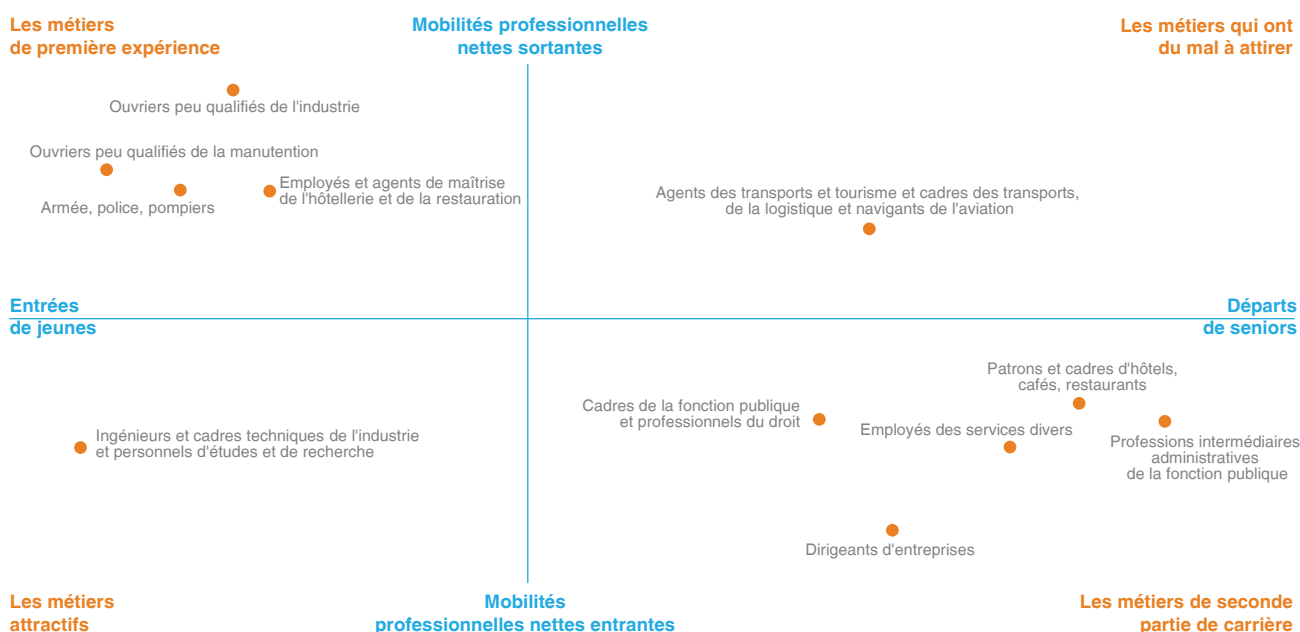 Les métiers
de première expérience
Mobilités professionnelles
nettes sortantes
Les métiers qui ont
du mal à attirer
Ouvriers peu qualifiés de l'industrie
Ouvriers peu qualifiés de la manutention
Armée, police, pompiers
Employés et agents de maîtrise
de l'hôtellerie et de la restauration
Agents des transports et tourisme et cadres des transports,
de la logistique et navigants de l'aviation
Entrées
de jeunes
Départs
de seniors
Patrons et cadres d'hôtels,
cafés, restaurants
Cadres de la fonction publique
et professionnels du droit
Employés des services divers
Professions intermédiaires
administratives
de la fonction publique
Ingénieurs et cadres techniques de l'industrie
et personnels d'études et de recherche
Dirigeants d'entreprises
Les métiers
attractifs
Mobilités
professionnelles nettes entrantes
Les métiers de seconde
partie de carrière